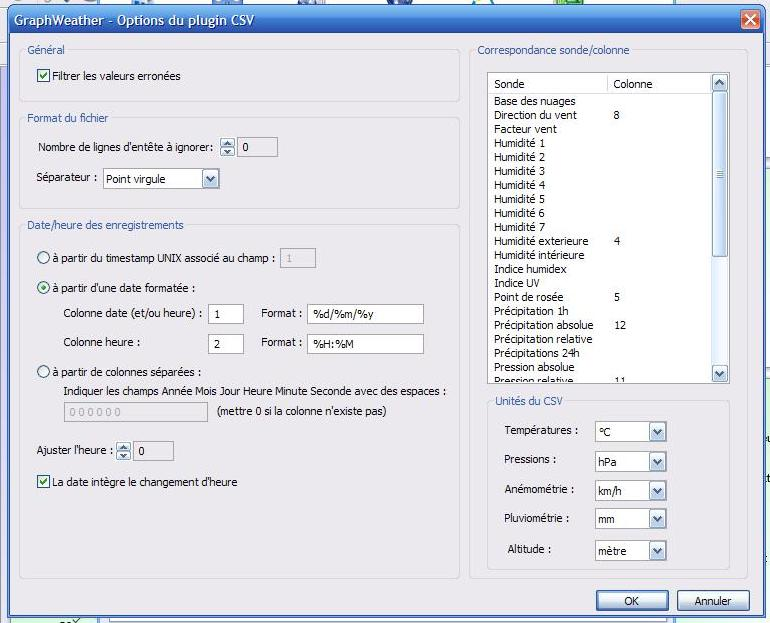 GraphWeather - Options du plugin CSV
Général
Filtrer les valeurs erronées
Format du fichier
Nombre de lignes d'entête à ignorer: 0
Séparateur : Point virgule
Date/heure des enregistrements
à partir du timestamp UNIX associé au champ : 1
à partir d'une date formatée :
Colonne date (et/ou heure) : 1 Format : %d/%m/%y
Colonne heure : 2 Format : %H:%M
à partir de colonnes séparées :
Indiquer les champs Année Mois Jour Heure Minute Seconde avec des espaces :
0 0 0 0 0 0 (mettre 0 si la colonne n'existe pas)
Ajuster l'heure : 0
La date intègre le changement d'heure
Correspondance sonde/colonne
Sonde Colonne
Base des nuages
Direction du vent 8
Facteur vent
Humidité 1
Humidité 2
Humidité 3
Humidité 4
Humidité 5
Humidité 6
Humidité 7
Humidité exterieure 4
Humidité intérieure
Indice humidex
Indice UV
Point de rosée 5
Précipitation 1h
Précipitation absolue 12
Précipitation relative
Précipitations 24h
Pression absolue
Pression relative 11
Unités du CSV
Températures : °C
Pressions : hPa
Anémométrie : km/h
Pluviométrie : mm
Altitude : mètre
OK Annuler